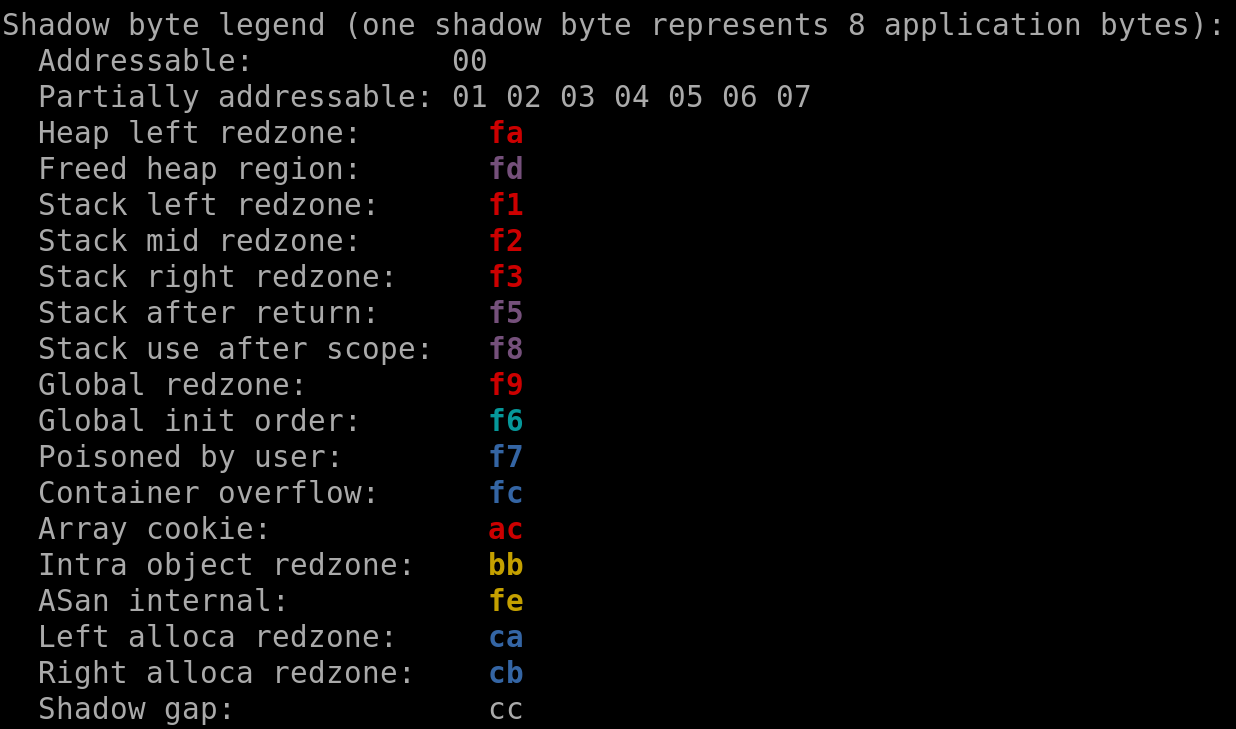 Shadow byte legend (one shadow byte represents 8 application bytes):
  Addressable:           00
  Partially addressable: 01 02 03 04 05 06 07
  Heap left redzone:       fa
  Freed heap region:       fd
  Stack left redzone:      f1
  Stack mid redzone:       f2
  Stack right redzone:     f3
  Stack after return:      f5
  Stack use after scope:   f8
  Global redzone:          f9
  Global init order:       f6
  Poisoned by user:        f7
  Container overflow:      fc
  Array cookie:            ac
  Intra object redzone:    bb
  ASan internal:           fe
  Left alloca redzone:     ca
  Right alloca redzone:    cb
  Shadow gap:              cc